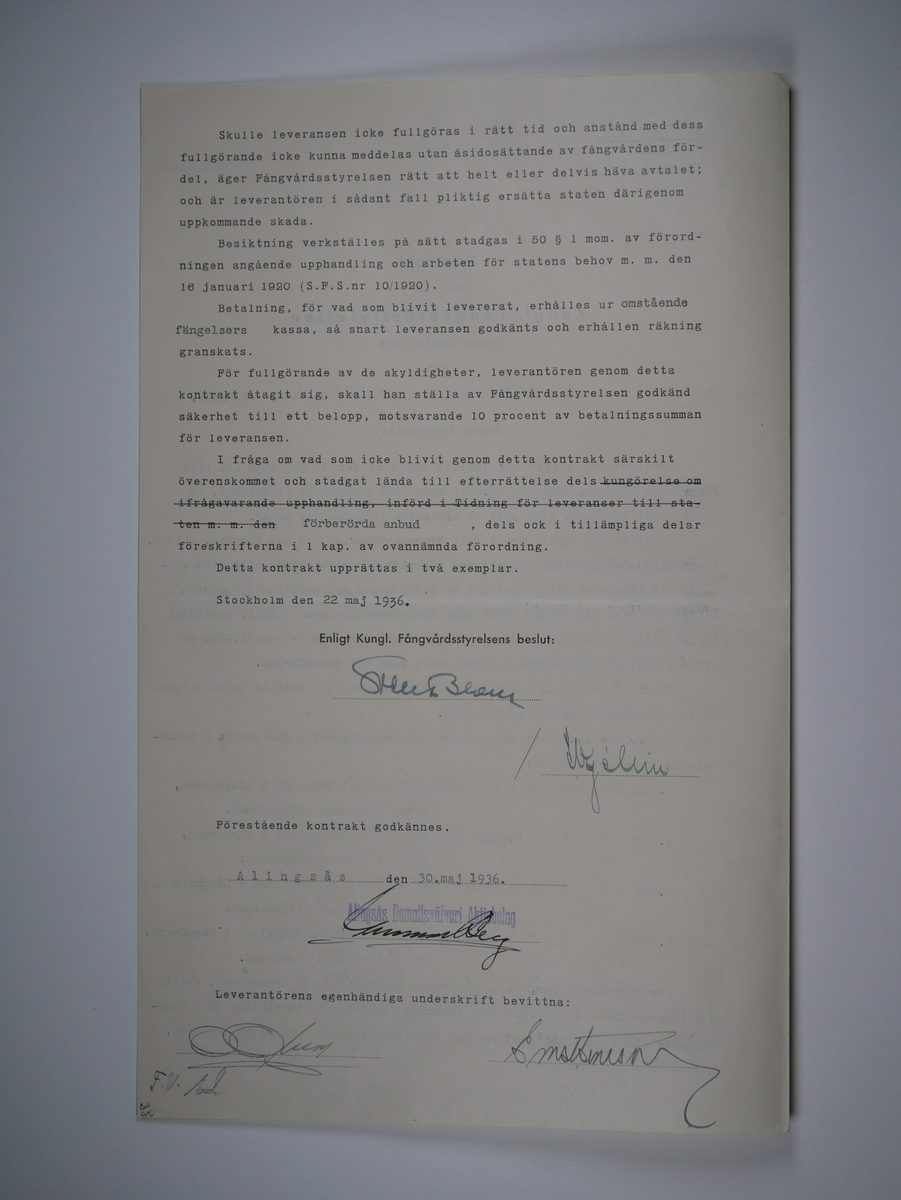 Skulle leveransen icke fullgöras i rätt tid och anstånd med dess
fullgörande icke kunna meddelas utan åsidosättande av fångvårdens för-
del, äger Fångvårdsstyrelsen rätt att helt eller delvis häva avtalet;
och är leverantören i sådant fall pliktig ersätta staten därigenom
uppkommande skada.
Besiktning verkställes på sätt stadgas i 50 § 1 mom. av förord-
ningen angående upphandling och arbeten för statens behov m. m. den
16 januari 1920 (S.F.S.nr 10/1920).
Betalning, för vad som blivit levererat, erhålles ur omstående
fängelsers kassa, så snart leveransen godkänts och erhållen räkning
granskats.
För fullgörande av de skyldigheter, leverantören genom detta
kontrakt åtagit sig, skall han ställa av Fångvårdsstyrelsen godkänd
säkerhet till ett belopp, motsvarande 10 procent av betalningssumman
för leveransen.
I fråga om vad som icke blivit genom detta kontrakt särskilt
överenskommet och stadgat lända till efterrättelse dels kungörelse om
ifrågavarande upphandling, införd i Tidning för leveranser till sta-
ten m. m. den förberörda anbud , dels ock i tillämpliga delar
föreskrifterna i 1 kap. av ovannämnda förordning.
Detta kontrakt upprättas i två exemplar.
Stockholm den 22 maj 1936.
Enligt Kungl. Fångvårdsstyrelsens beslut:
Förestående kontrakt godkännes.
Alingsås den 30 maj 1936.
Alingsås Bomullsväfveri Aktiebolag
Leverantörens egenhändiga underskrift bevittna:
F.V.